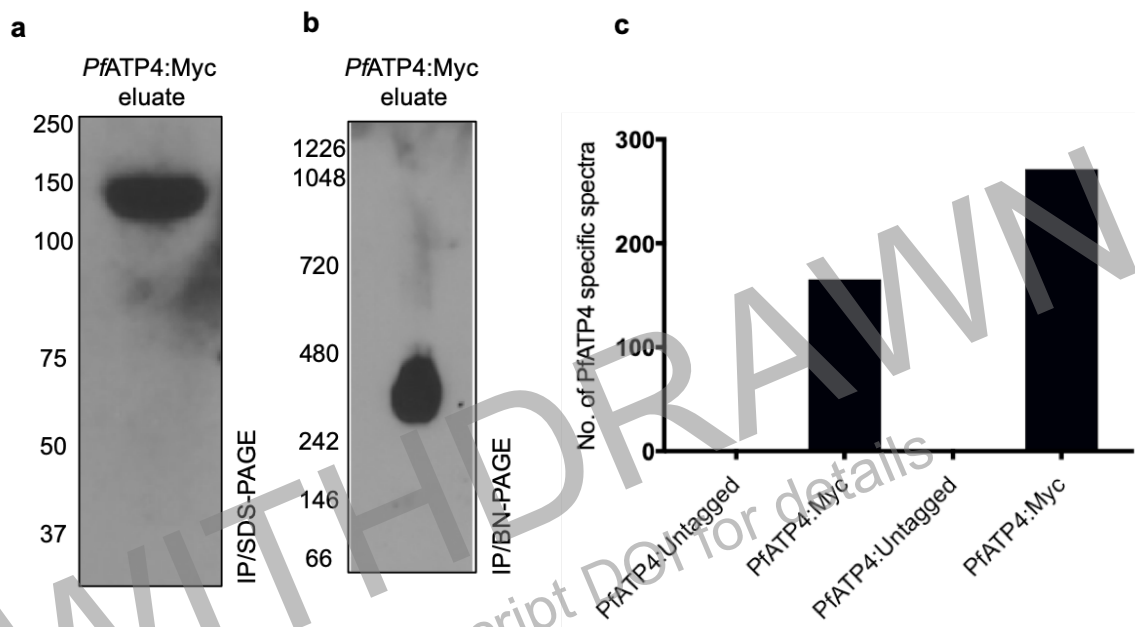 a
PfATP4:Myc
eluate
250
150
100
75
50
37
IP/SDS-PAGE
b
PfATP4:Myc
eluate
1226
1048
720
480
242
146
66
IP/BN-PAGE
c
No. of PfATP4 specific spectra
300
200
100
0
PfATP4:Untagged
PfATP4:Myc
PfATP4:Untagged
PfATP4:Myc
WITHDRAWN
script DOI for details